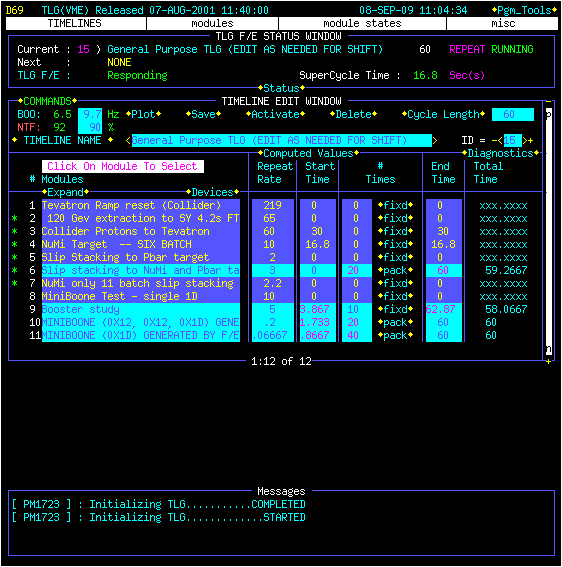 D69 TLG(VME) Released 07-AUG-2001 11:40:00 08-SEP-09 11:04:34 ◆Pgm_Tools◆
TIMELINES modules module states misc
TLG F/E STATUS WINDOW
Current : 15 ) General Purpose TLG (EDIT AS NEEDED FOR SHIFT) 60 REPEAT RUNNING
Next : NONE
TLG F/E : Responding SuperCycle Time : 16.8 Sec(s)
◆Status◆
◆COMMANDS◆ TIMELINE EDIT WINDOW
BOO: 6.5 9.7 Hz ◆Plot◆ ◆Save◆ ◆Activate◆ ◆Delete◆ ◆Cycle Length◆ 60
NTF: 92 90 %
◆ TIMELINE NAME ◆ <General Purpose TLG (EDIT AS NEEDED FOR SHIFT) > ID = -<15 >+
◆Computed Values◆ ◆Diagnostics◆
Click On Module To Select Repeat Start # End Total
# Modules Rate Time Times Time Time
◆Expand◆ Devices◆
1 Tevatron Ramp reset (Collider) 219 0 0 ◆fixd◆ 0 xxx.xxxx
* 2 120 Gev extraction to SY 4.2s FT 65 0 0 ◆fixd◆ 0 xxx.xxxx
* 3 Collider Protons to Tevatron 60 30 0 ◆fixd◆ 30 xxx.xxxx
* 4 NuMi Target -- SIX BATCH 10 16.8 0 ◆fixd◆ 16.8 xxx.xxxx
* 5 Slip Stacking to Pbar target 2 0 0 ◆fixd◆ 0 xxx.xxxx
* 6 Slip stacking to NuMi and Pbar ta 3 0 20 ◆pack◆ 60 59.2667
* 7 NuMi only 11 batch slip stacking 2.2 0 0 ◆fixd◆ 0 xxx.xxxx
8 MiniBoone Test - single 1D 10 0 0 ◆fixd◆ 0 xxx.xxxx
9 Booster study 5 3.867 10 ◆fixd◆ 62.87 58.0667
10 MINIBOONE (0X12, 0X12, 0X1D) GENE .2 1.733 20 ◆pack◆ 60 60
11 MINIBOONE (0X1D) GENERATED BY F/E .06667 .8667 40 ◆pack◆ 60 60
1:12 of 12
Messages
[ PM1723 ] : Initializing TLG..........COMPLETED
[ PM1723 ] : Initializing TLG............STARTED